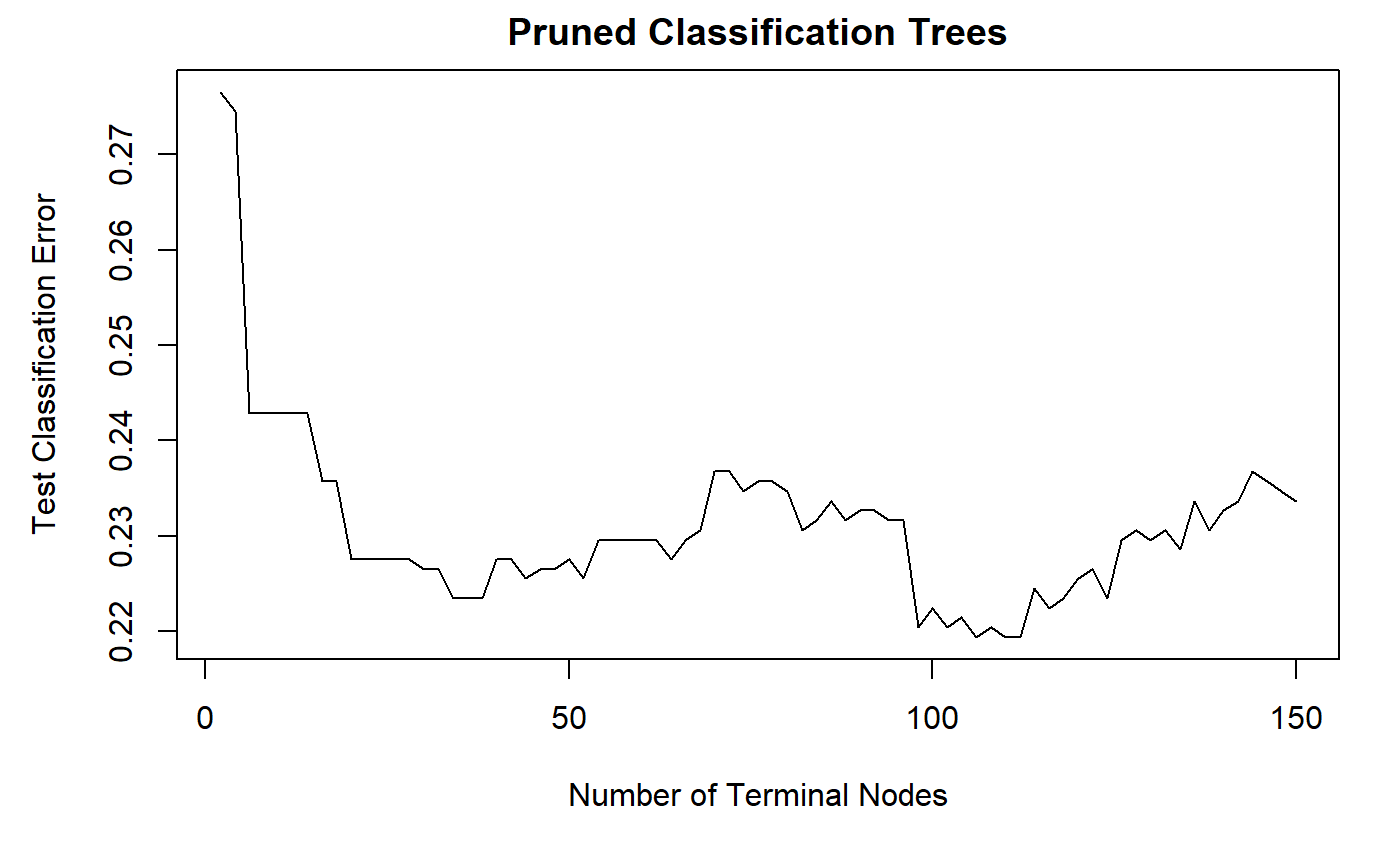 Pruned Classification Trees
Test Classification Error
0.27
0.26
0.25
0.24
0.23
0.22
0 50 100 150
Number of Terminal Nodes